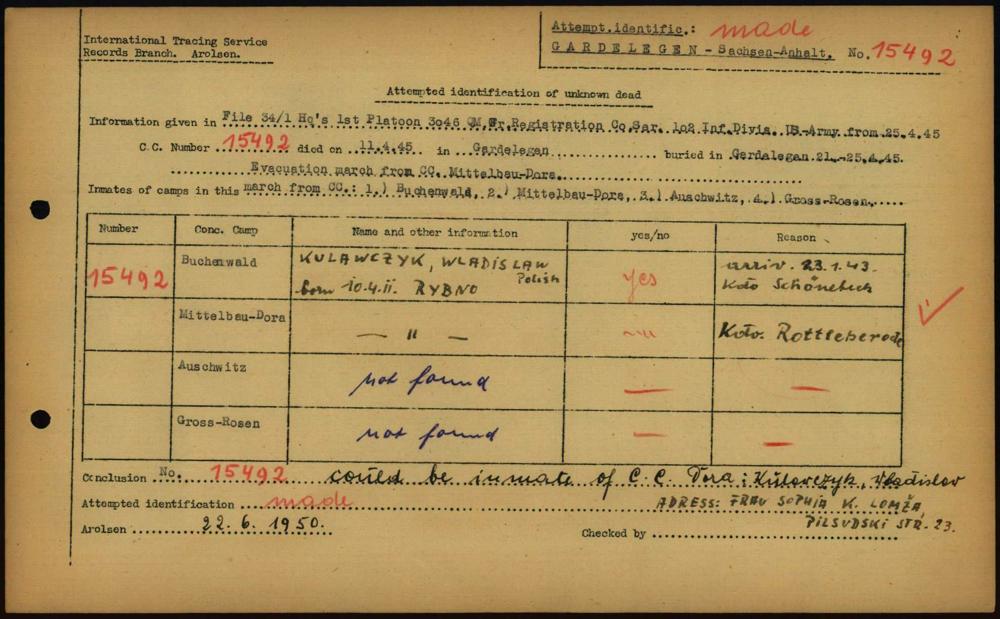 International Tracing Service
Records Branch. Arolsen.
Attempt.identific.: made
GARDELEGEN - Sachsen-Anhalt. No. 15492
Attempted identification of unknown dead
Information given in File 34/1 Hq's 1st Platoon 3046 QM.Gr.Registration Co.Sar. 102 Inf.Divis. US-Army from 25.4.45
C.C. Number 15492 died on 11.4.45 in Gardelegen buried in Gardelegen 21.-25.4.45.
Evacuation march from CC. Mittelbau-Dora.
Inmates of camps in this march from CC.: 1.) Buchenwald, 2.) Mittelbau-Dora, 3.) Auschwitz, 4.) Gross-Rosen.
Number Conc. Camp Name and other information yes/no Reason
15492 Buchenwald KULAWCZYK, WLADISLAW Polish yes arriv. 23.1.43.
born 10.4.11. RYBNO Kdo Schönebeck
Mittelbau-Dora — " — —"— Kdo. Rottleberode
Auschwitz not found — —
Gross-Rosen not found — —
Conclusion No. 15492 could be inmate of C.C. Dora: Kulawczyk, Wladislav
Attempted identification made ADRESS: FRAU SOPHIA K. LOMŽA,
PILSUDSKI STR. 23.
Arolsen 22.6.1950. Checked by